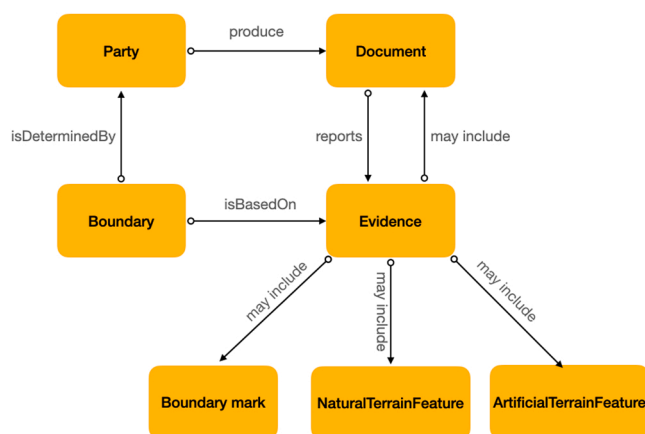 produce
Party
Document
isDeterminedBy
reports
may include
isBasedOn
Boundary
Evidence
may include
may include
may include
Boundary mark
NaturalTerrainFeature
ArtificialTerrainFeature